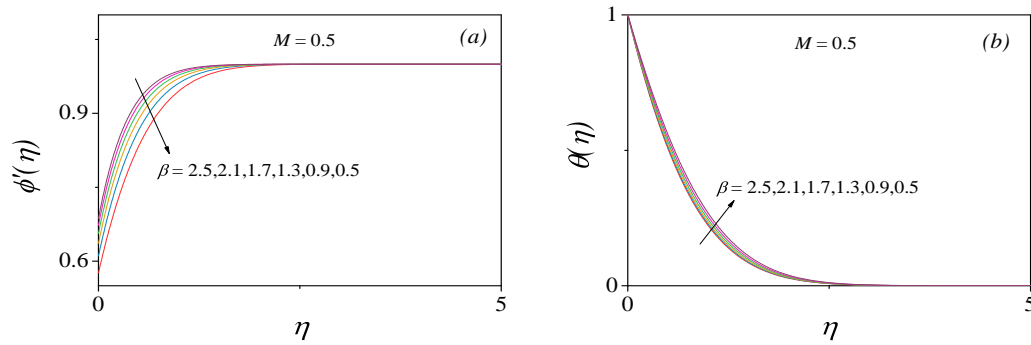 M = 0.5
(a)
0.9
0.6
ϕ'(η)
β = 2.5,2.1,1.7,1.3,0.9,0.5
0
5
η
1
M = 0.5
(b)
θ(η)
β = 2.5,2.1,1.7,1.3,0.9,0.5
0
0
5
η